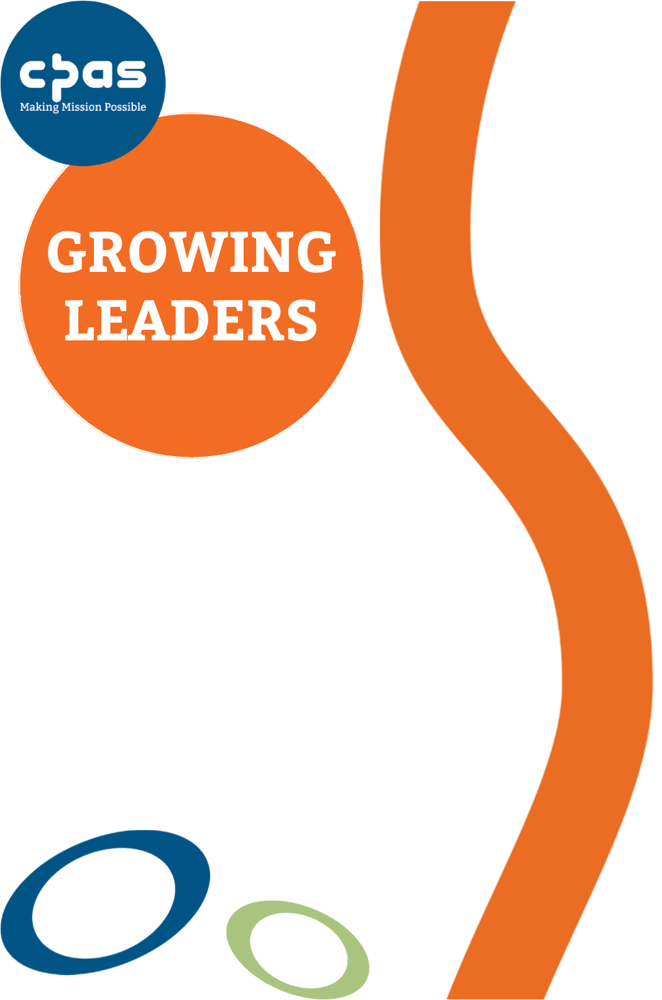 cpas
Making Mission Possible
GROWING
LEADERS